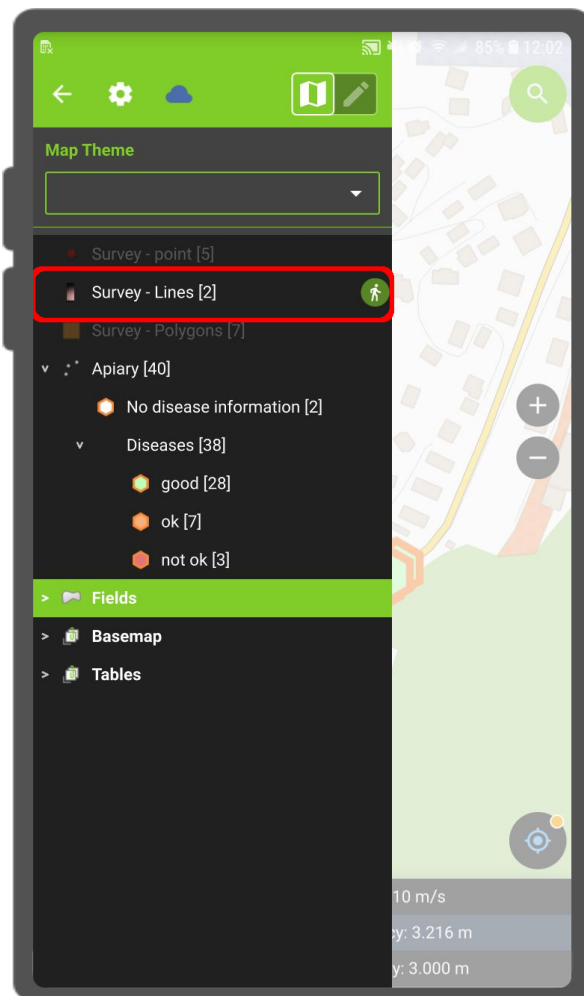 85% 12:02
Map Theme
Survey - point [5]
Survey - Lines [2]
Survey - Polygons [7]
Apiary [40]
No disease information [2]
Diseases [38]
good [28]
ok [7]
not ok [3]
Fields
Basemap
Tables
10 m/s
cy: 3.216 m
y: 3.000 m